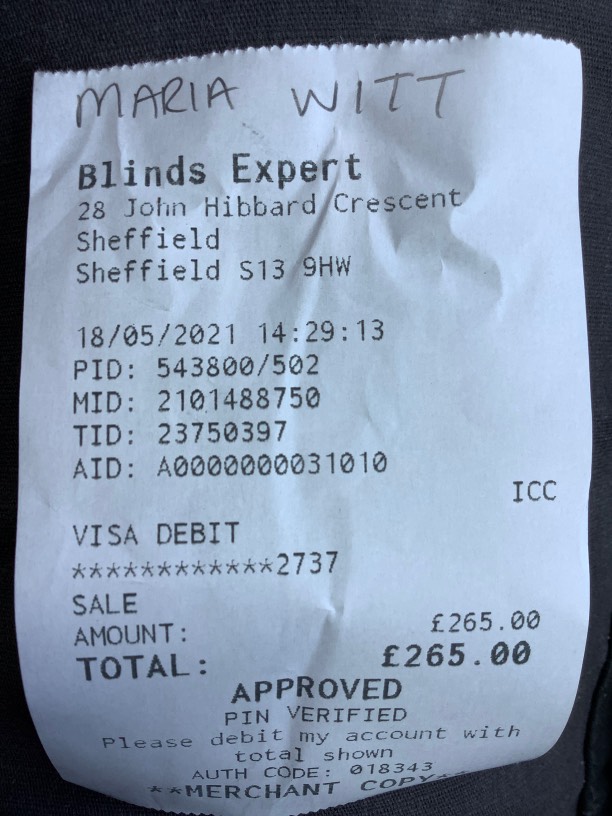 MARIA WITT
Blinds Expert
28 John Hibbard Crescent
Sheffield
Sheffield S13 9HW
18/05/2021 14:29:13
PID: 543800/502
MID: 2101488750
TID: 23750397
AID: A0000000031010
ICC
VISA DEBIT
************2737
SALE
AMOUNT: £265.00
TOTAL: £265.00
APPROVED
PIN VERIFIED
Please debit my account with
total shown
AUTH CODE: 018343
**MERCHANT COPY**